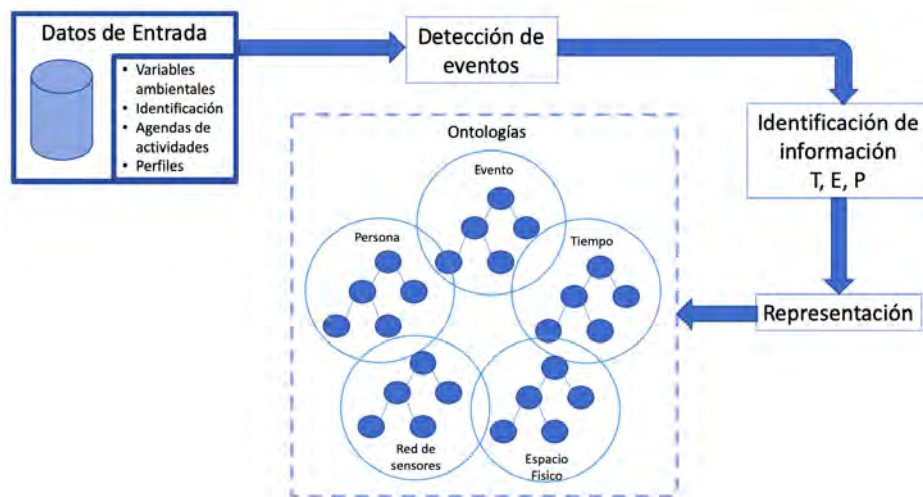 Datos de Entrada
• Variables
ambientales
• Identificación
• Agendas de
actividades
• Perfiles
Detección de
eventos
Identificación de
información
T, E, P
Representación
Ontologías
Evento
Persona
Tiempo
Red de
sensores
Espacio
Fisico